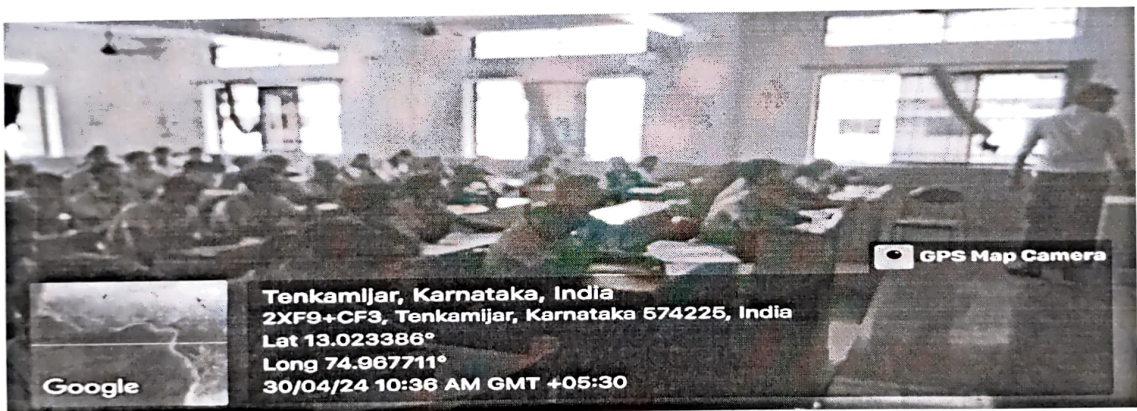 GPS Map Camera
Tenkamijar, Karnataka, India
2XF9+CF3, Tenkamijar, Karnataka 574225, India
Lat 13.023386°
Long 74.967711°
30/04/24 10:36 AM GMT +05:30
Google